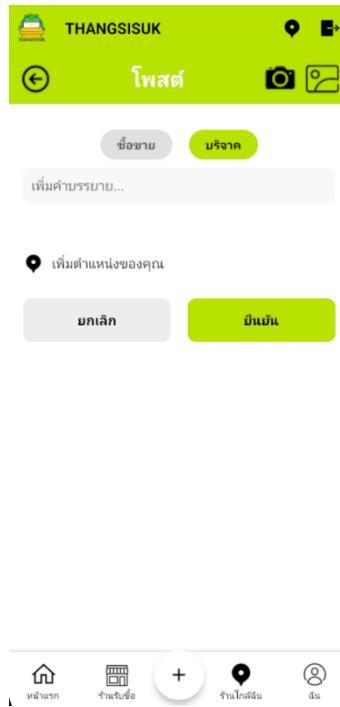 THANGSISUK
โพสต์
ซื้อขาย
บริจาค
เพิ่มคำบรรยาย...
เพิ่มตำแหน่งของคุณ
ยกเลิก
ยืนยัน
หน้าแรก
ร้านรับซื้อ
+
ร้านใกล้ฉัน
ฉัน